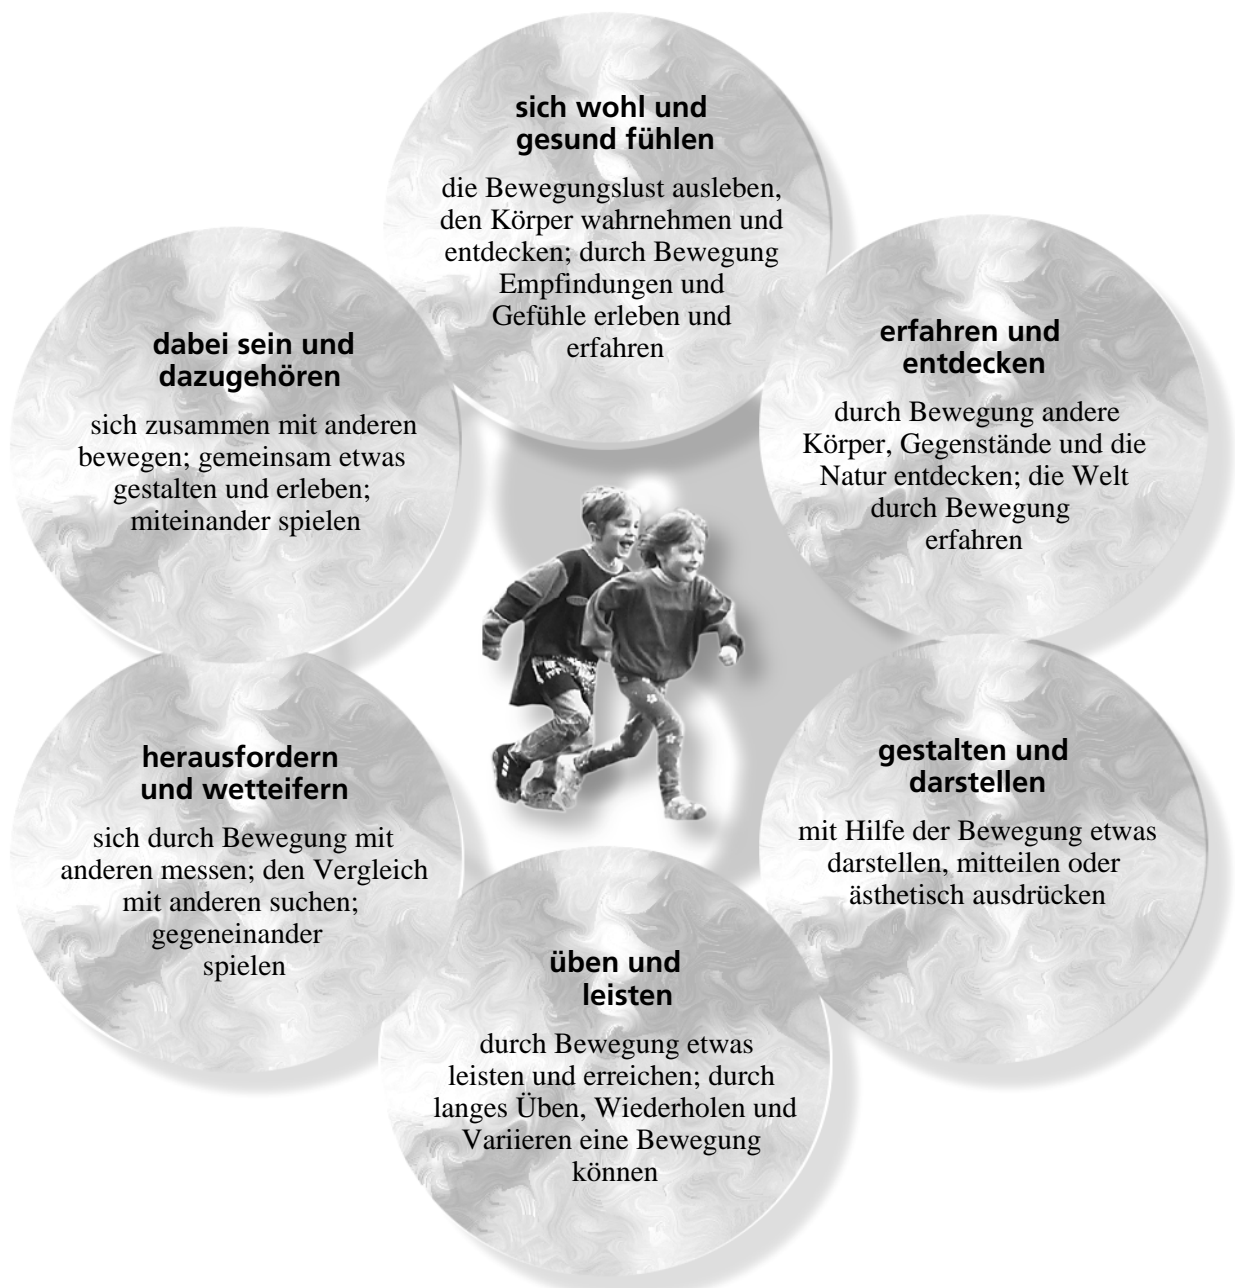 sich wohl und
gesund fühlen
die Bewegungslust ausleben,
den Körper wahrnehmen und
entdecken; durch Bewegung
Empfindungen und
Gefühle erleben und
erfahren
erfahren und
entdecken
durch Bewegung andere
Körper, Gegenstände und die
Natur entdecken; die Welt
durch Bewegung
erfahren
gestalten und
darstellen
mit Hilfe der Bewegung etwas
darstellen, mitteilen oder
ästhetisch ausdrücken
üben und
leisten
durch Bewegung etwas
leisten und erreichen; durch
langes Üben, Wiederholen und
Variieren eine Bewegung
können
herausfordern
und wetteifern
sich durch Bewegung mit
anderen messen; den Vergleich
mit anderen suchen;
gegeneinander
spielen
dabei sein und
dazugehören
sich zusammen mit anderen
bewegen; gemeinsam etwas
gestalten und erleben;
miteinander spielen